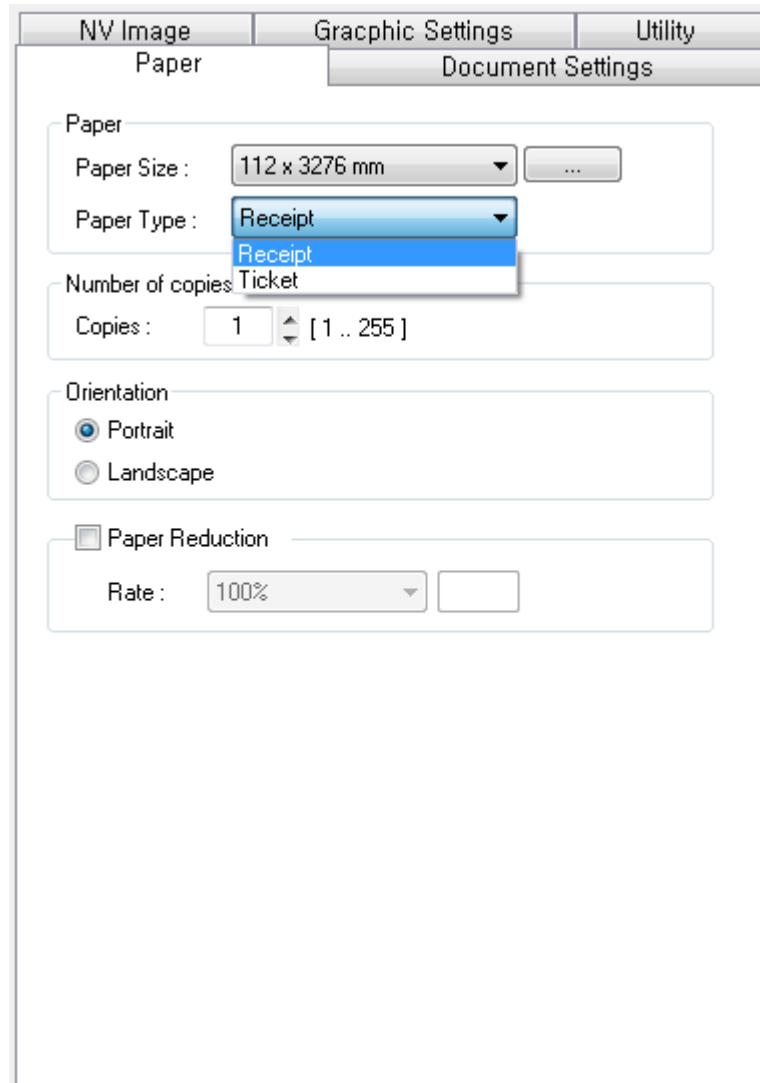 NV Image Gracphic Settings Utility
Paper Document Settings
Paper
Paper Size : 112 x 3276 mm ...
Paper Type : Receipt
Receipt
Ticket
Number of copies
Copies : 1 [ 1 .. 255 ]
Orientation
Portrait
Landscape
Paper Reduction
Rate : 100%